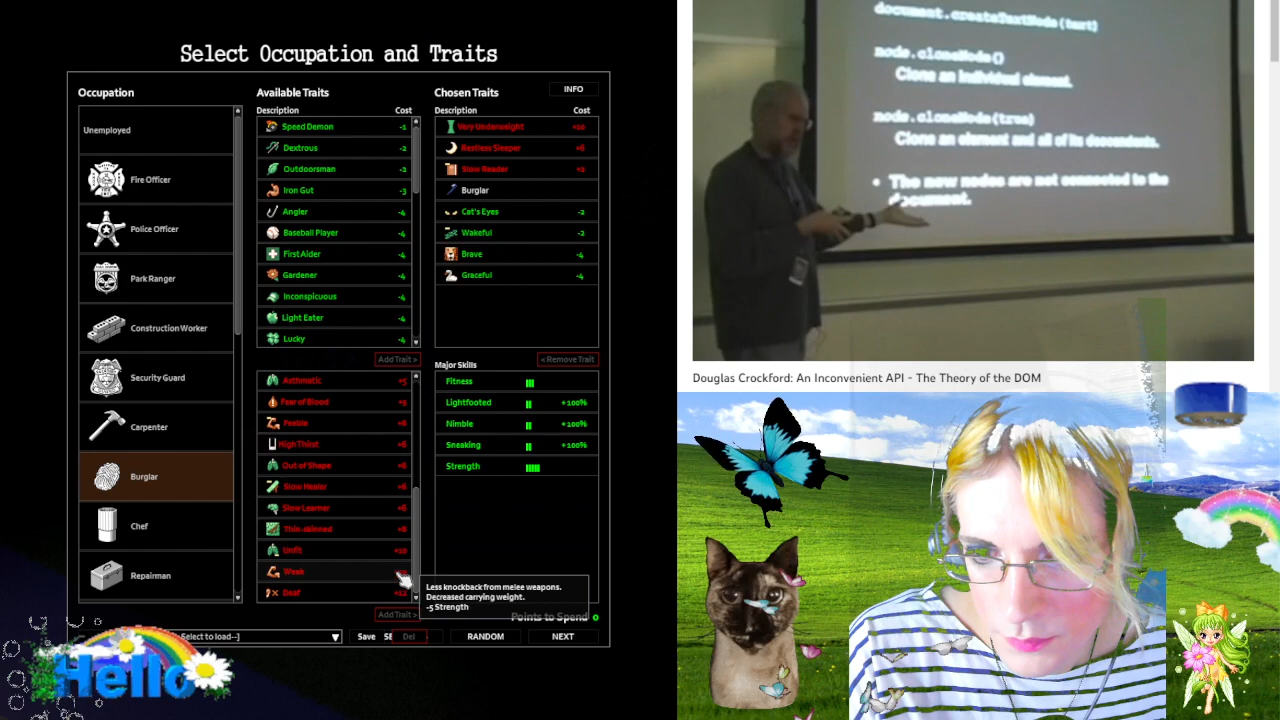 Select Occupation and Traits
Occupation
Unemployed
Fire Officer
Police Officer
Park Ranger
Construction Worker
Security Guard
Carpenter
Burglar
Chef
Repairman
Available Traits
Description Cost
Speed Demon -1
Dextrous -2
Outdoorsman -2
Iron Gut -3
Angler -4
Baseball Player -4
First Aider -4
Gardener -4
Inconspicuous -4
Light Eater -4
Lucky -4
Add Trait >
Asthmatic +5
Fear of Blood +5
Feeble +6
High Thirst +6
Out of Shape +6
Slow Healer +6
Slow Learner +6
Thin-skinned +8
Unfit +10
Weak
Deaf +12
Add Trait >
Chosen Traits
INFO
Description Cost
Very Underweight +10
Restless Sleeper +6
Slow Reader +2
Burglar
Cat's Eyes -2
Wakeful -2
Brave -4
Graceful -4
< Remove Trait
Major Skills
Fitness
Lightfooted +100%
Nimble +100%
Sneaking +100%
Strength
Less knockback from melee weapons.
Decreased carrying weight.
-5 Strength
Points to Spend 0
Select to load--]
Save
Del
RANDOM
NEXT
Hello
document.createTextNode(text)
node.cloneNode()
Clone an individual element.
node.cloneNode(true)
Clone an element and all of its descendents.
• The new nodes are not connected to the
document.
Douglas Crockford: An Inconvenient API - The Theory of the DOM